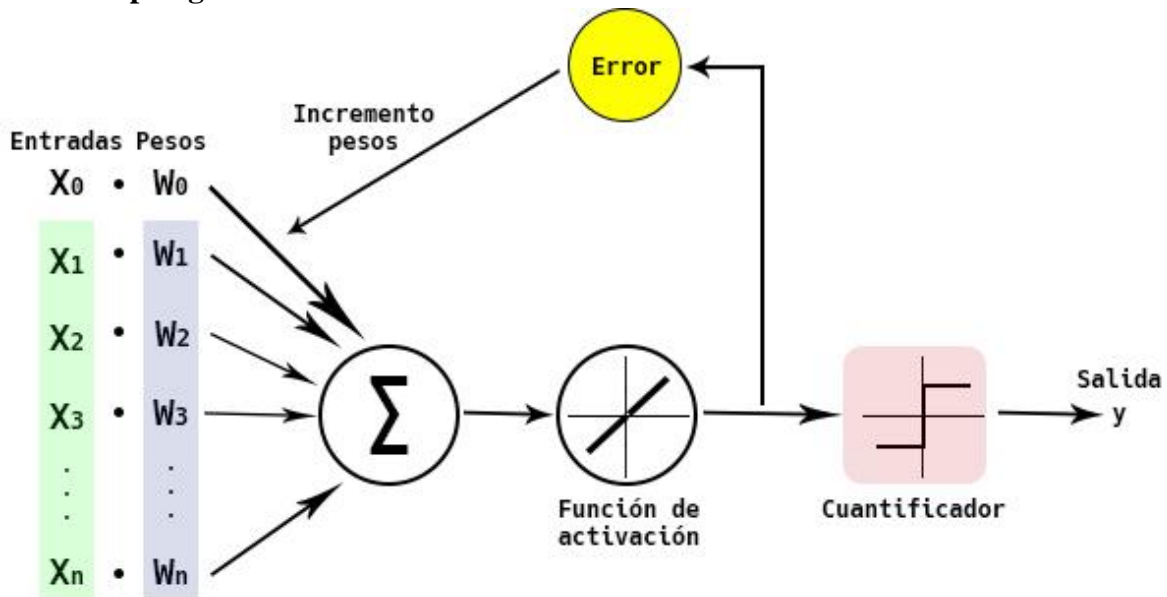 Error
Incremento
pesos
Entradas Pesos
X0 • W0
X1 • W1
X2 • W2
X3 • W3
Xn • Wn
Σ
Función de
activación
Cuantificador
Salida
y